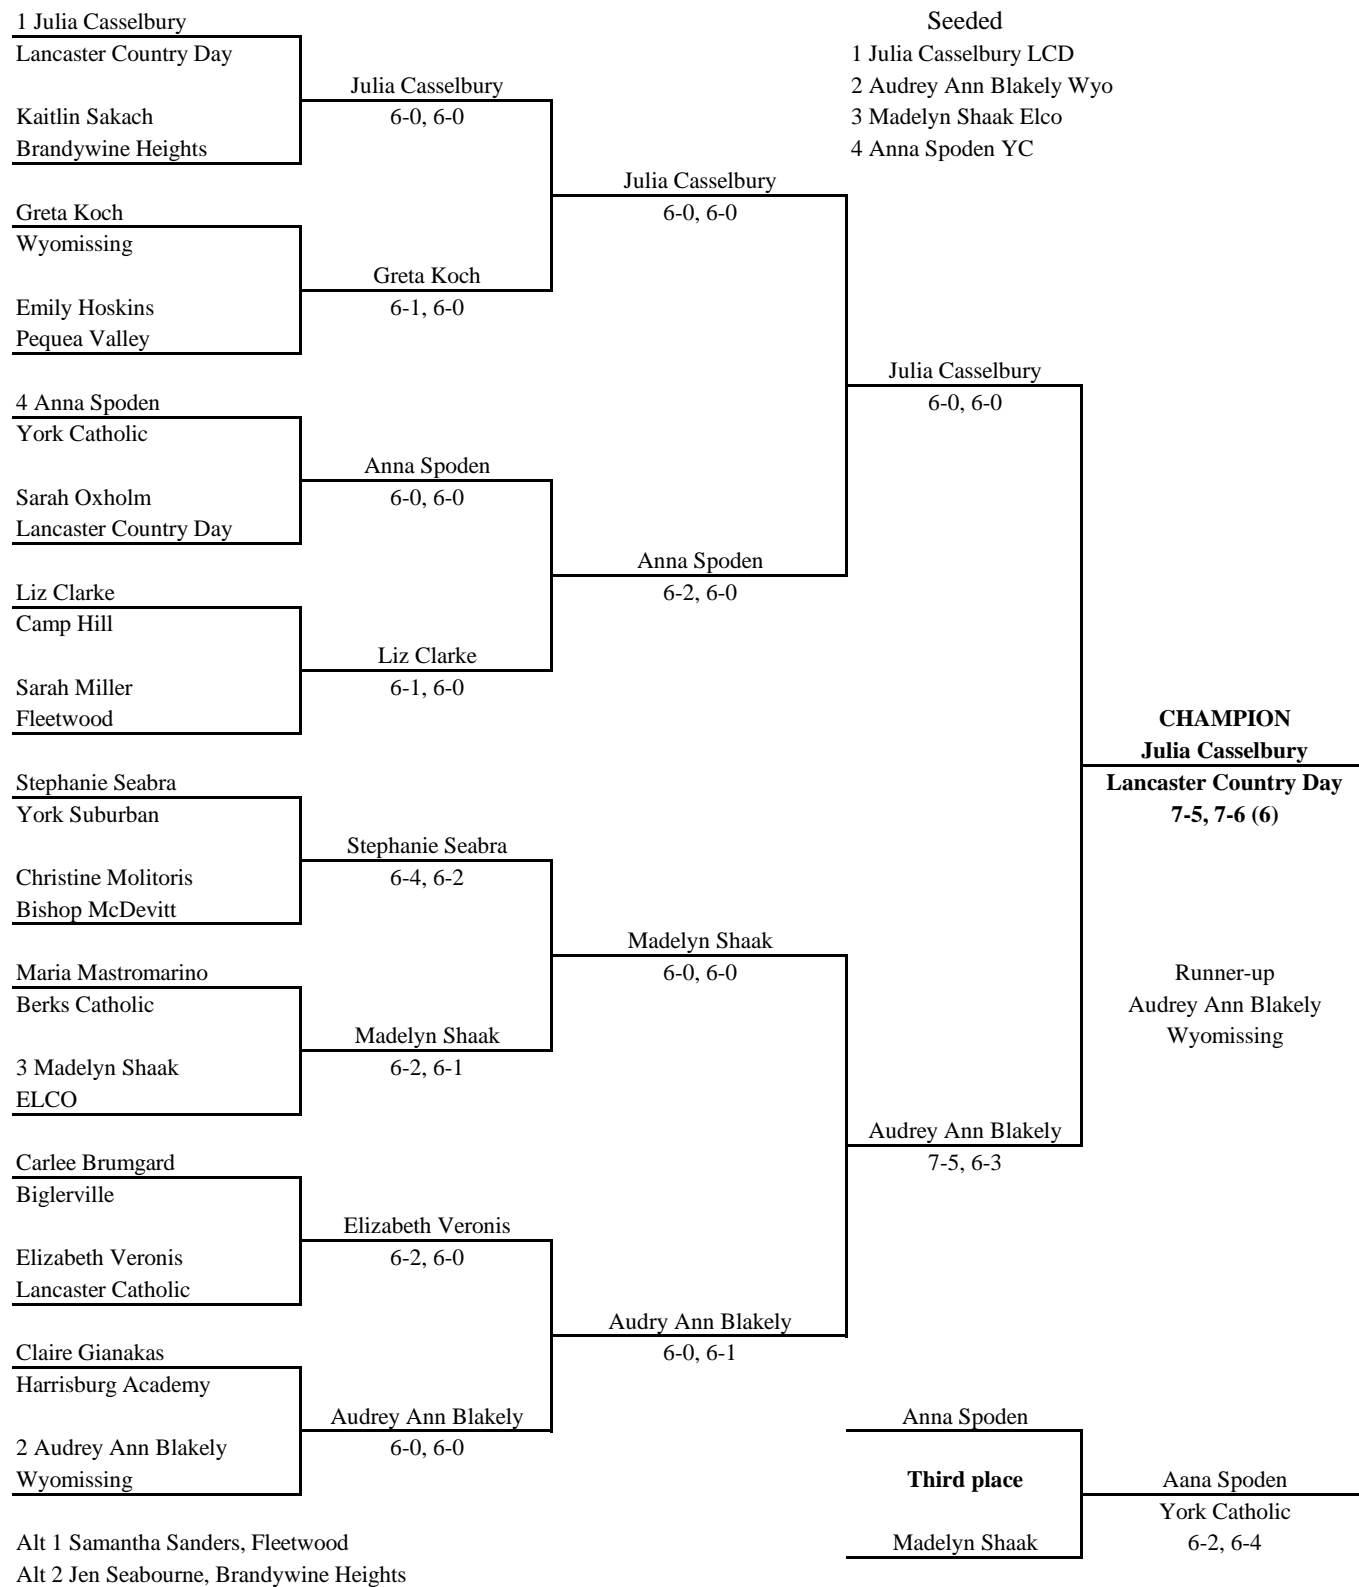 1 Julia Casselbury
Lancaster Country Day
Kaitlin Sakach
Brandywine Heights
Greta Koch
Wyomissing
Emily Hoskins
Pequea Valley
4 Anna Spoden
York Catholic
Sarah Oxholm
Lancaster Country Day
Liz Clarke
Camp Hill
Sarah Miller
Fleetwood
Stephanie Seabra
York Suburban
Christine Molitoris
Bishop McDevitt
Maria Mastromarino
Berks Catholic
3 Madelyn Shaak
ELCO
Carlee Brumgard
Biglerville
Elizabeth Veronis
Lancaster Catholic
Claire Gianakas
Harrisburg Academy
2 Audrey Ann Blakely
Wyomissing
Alt 1 Samantha Sanders, Fleetwood
Alt 2 Jen Seabourne, Brandywine Heights
Julia Casselbury
6-0, 6-0
Greta Koch
6-1, 6-0
Anna Spoden
6-0, 6-0
Liz Clarke
6-1, 6-0
Stephanie Seabra
6-4, 6-2
Madelyn Shaak
6-2, 6-1
Elizabeth Veronis
6-2, 6-0
Audrey Ann Blakely
6-0, 6-0
Julia Casselbury
6-0, 6-0
Anna Spoden
6-2, 6-0
Madelyn Shaak
6-0, 6-0
Audry Ann Blakely
6-0, 6-1
Seeded
1 Julia Casselbury LCD
2 Audrey Ann Blakely Wyo
3 Madelyn Shaak Elco
4 Anna Spoden YC
Julia Casselbury
6-0, 6-0
Audrey Ann Blakely
7-5, 6-3
CHAMPION
Julia Casselbury
Lancaster Country Day
7-5, 7-6 (6)
Runner-up
Audrey Ann Blakely
Wyomissing
Anna Spoden
Third place
Madelyn Shaak
Aana Spoden
York Catholic
6-2, 6-4